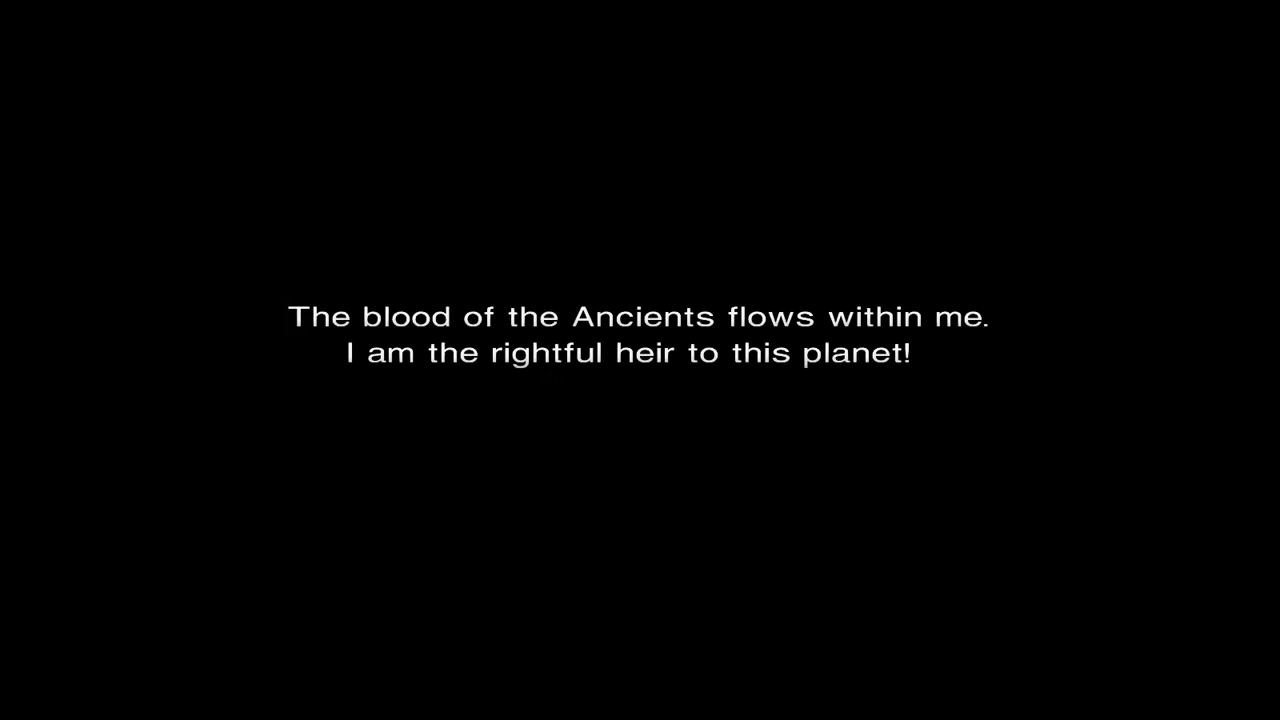 The blood of the Ancients flows within me.
I am the rightful heir to this planet!